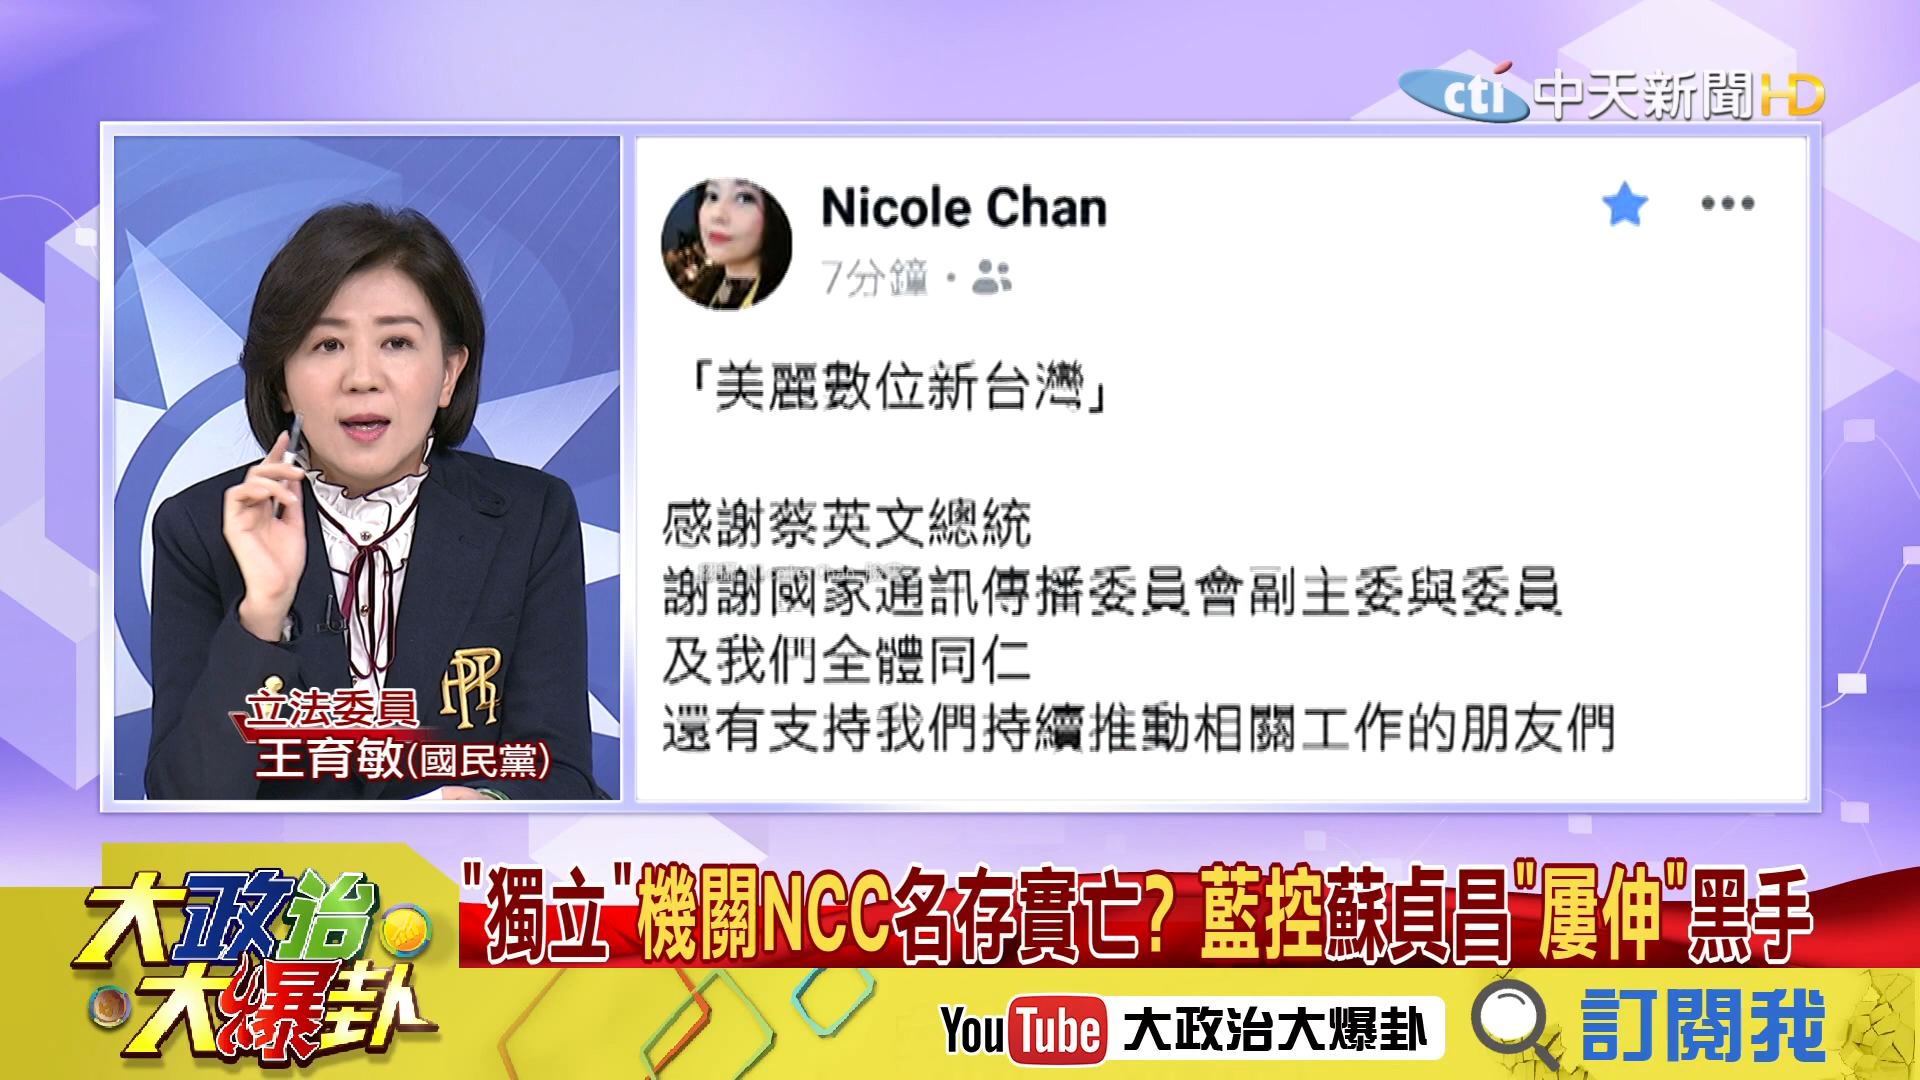 cti 中天新聞HD
Nicole Chan
7分鐘
「美麗數位新台灣」
感謝蔡英文總統
謝謝國家通訊傳播委員會副主委與委員
及我們全體同仁
還有支持我們持續推動相關工作的朋友們
立法委員
王育敏(國民黨)
大政治
大爆卦
"獨立"機關NCC名存實亡? 藍控蘇貞昌"屢伸"黑手
YouTube 大政治大爆卦
訂閱我